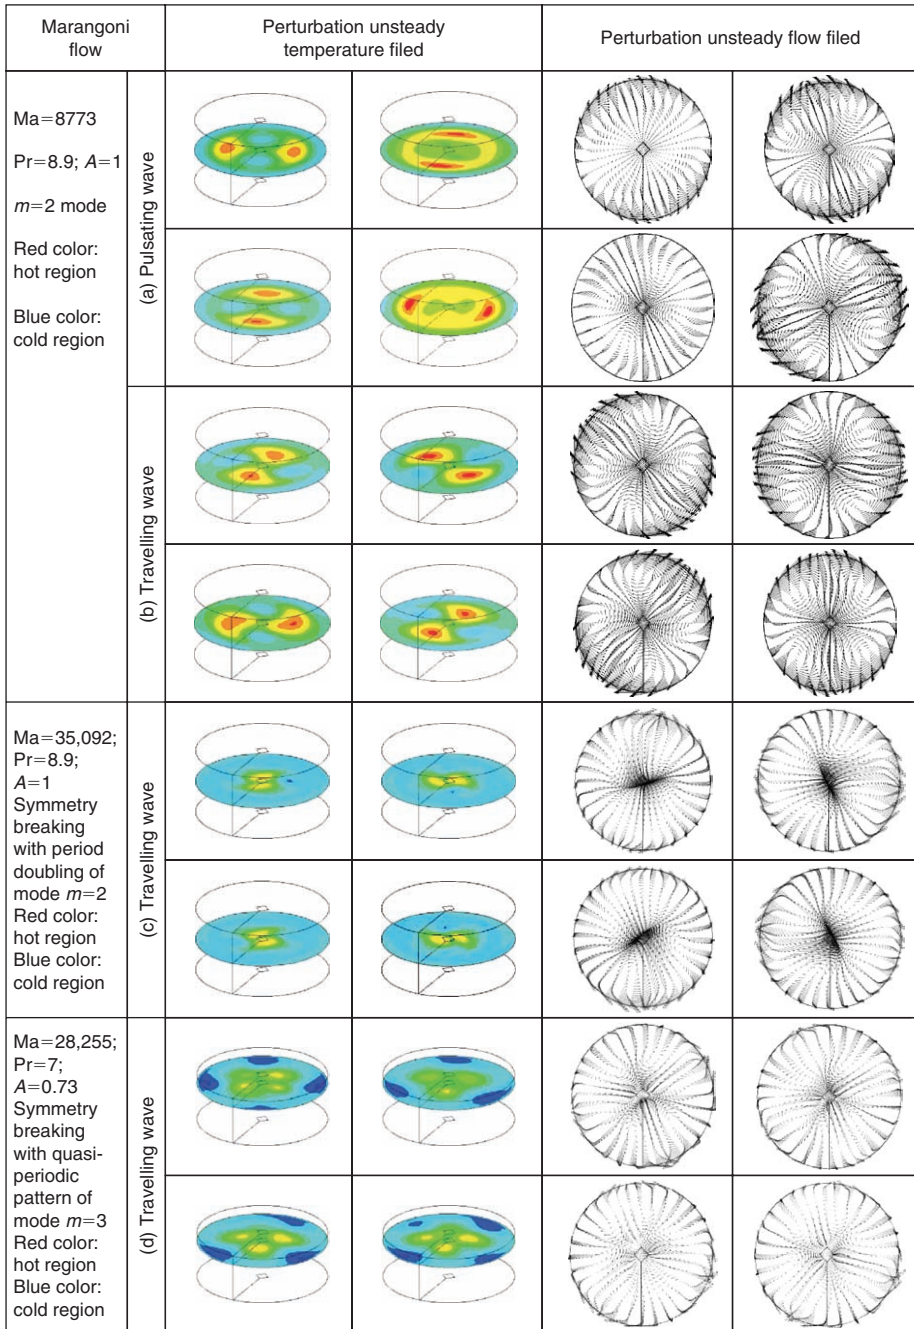 Marangoni
flow
Perturbation unsteady
temperature filed
Perturbation unsteady flow filed
Ma=8773
Pr=8.9; A=1
m=2 mode
Red color:
hot region
Blue color:
cold region
(a) Pulsating wave
(b) Travelling wave
Ma=35,092;
Pr=8.9;
A=1
Symmetry
breaking
with period
doubling of
mode m=2
Red color:
hot region
Blue color:
cold region
(c) Travelling wave
Ma=28,255;
Pr=7;
A=0.73
Symmetry
breaking
with quasi-
periodic
pattern of
mode m=3
Red color:
hot region
Blue color:
cold region
(d) Travelling wave